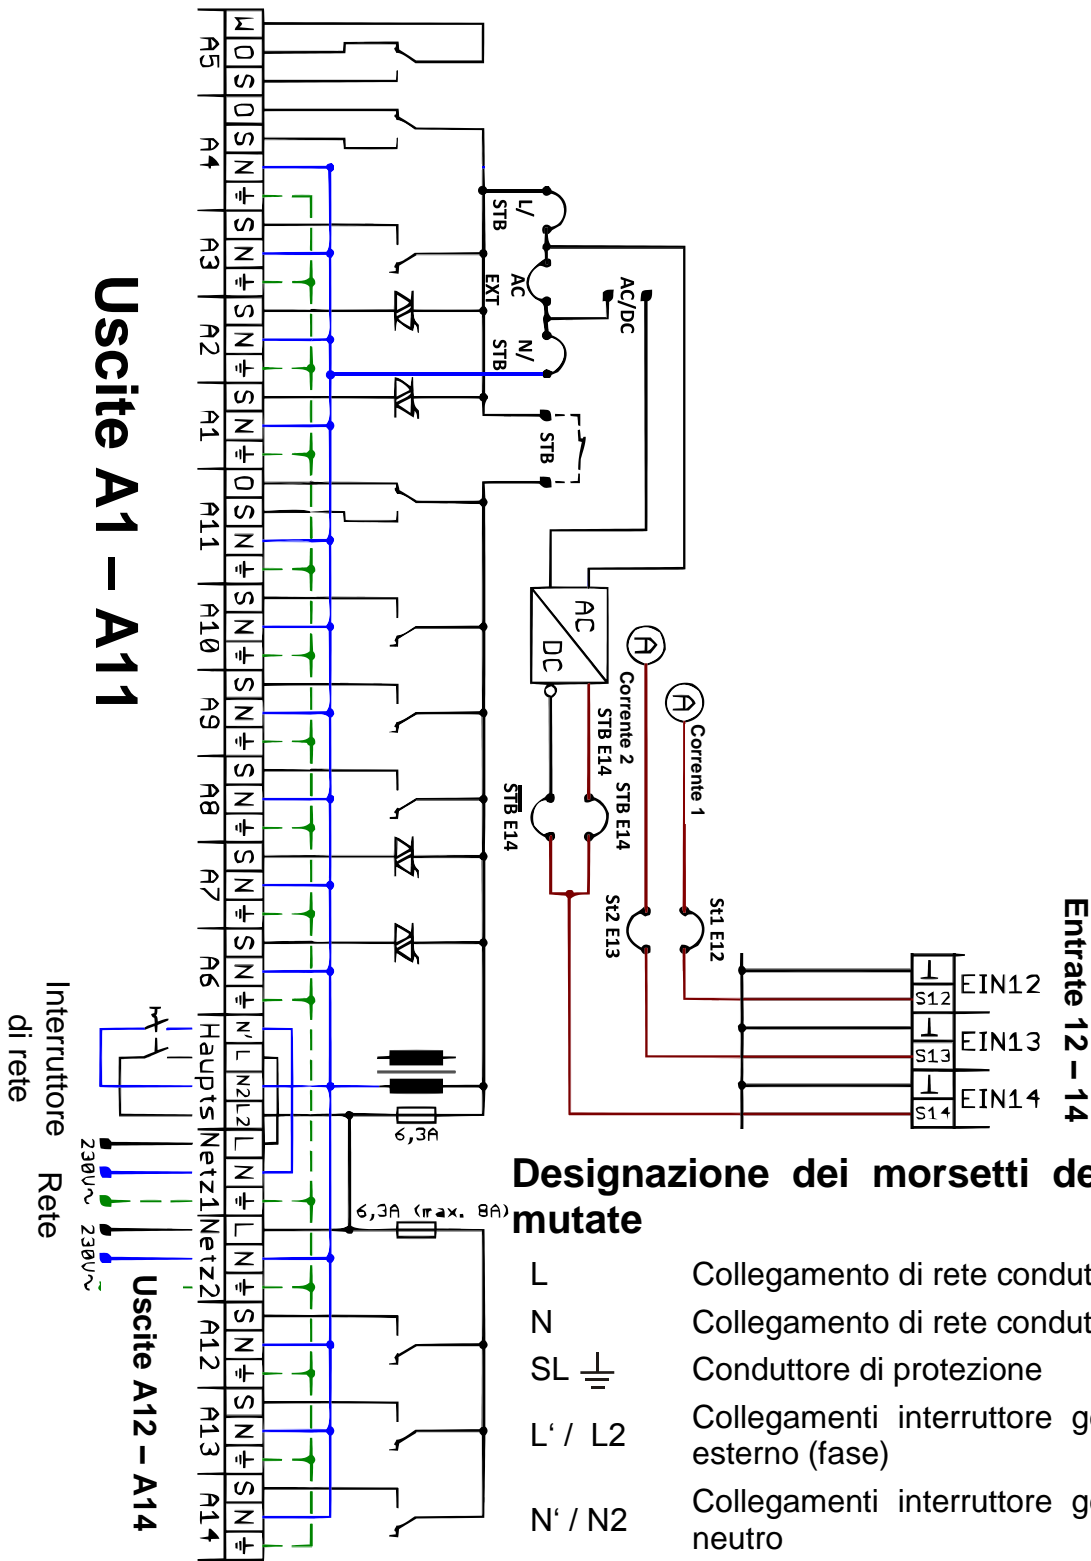 A5
W
O
S
A4
O
S
N
A3
S
N
A2
S
N
A1
S
N
A11
O
S
N
A10
S
N
A9
S
N
A8
S
N
A7
S
N
A6
S
N
Haupts
N'
L
N2
L2
Netz1
L
N
Netz2
L
N
A12
S
N
A13
S
N
A14
S
N
Uscite A1 – A11
Interruttore
di rete
Rete
230V~
230V~
Uscite A12 – A14
6,3A
6,3A (max. 8A)
L/
STB
AC
EXT
N/
STB
AC/DC
STB
AC
DC
A
Corrente 2
A
Corrente 1
STB E14
STB E14
STB E14
St2 E13
St1 E12
S12
EIN12
S13
EIN13
S14
EIN14
Entrate 12 – 14
Designazione dei morsetti de
mutate
L Collegamento di rete condut
N Collegamento di rete condut
SL Conduttore di protezione
L‘ / L2 Collegamenti interruttore g
esterno (fase)
N‘ / N2 Collegamenti interruttore g
neutro